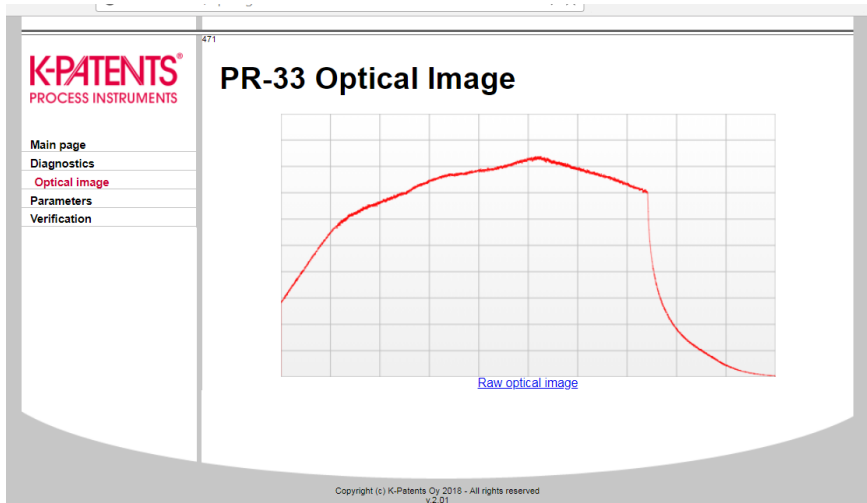 471
K-PATENTS®
PROCESS INSTRUMENTS
PR-33 Optical Image
Main page
Diagnostics
Optical image
Parameters
Verification
Raw optical image
Copyright (c) K-Patents Oy 2018 - All rights reserved
v.2.01